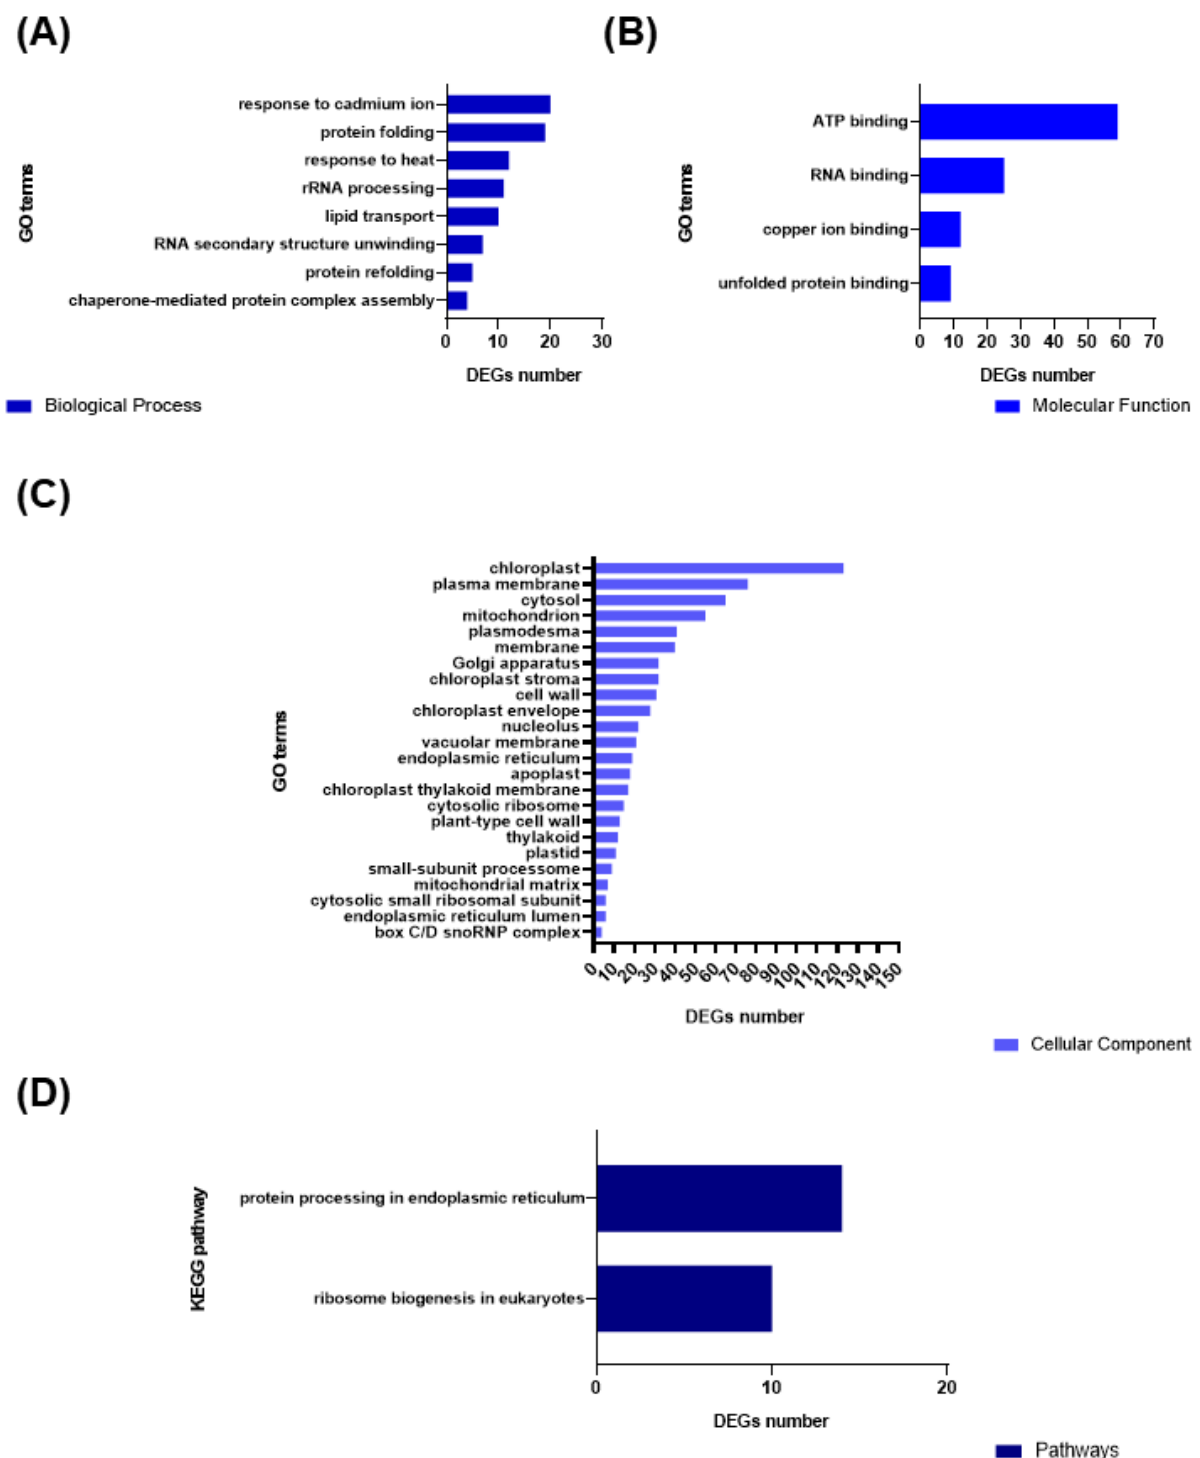 (A)
GO terms
response to cadmium ion
protein folding
response to heat
rRNA processing
lipid transport
RNA secondary structure unwinding
protein refolding
chaperone-mediated protein complex assembly
0 10 20 30
DEGs number
Biological Process
(B)
GO terms
ATP binding
RNA binding
copper ion binding
unfolded protein binding
0 10 20 30 40 50 60 70
DEGs number
Molecular Function
(C)
GO terms
chloroplast
plasma membrane
cytosol
mitochondrion
plasmodesma
membrane
Golgi apparatus
chloroplast stroma
cell wall
chloroplast envelope
nucleolus
vacuolar membrane
endoplasmic reticulum
apoplast
chloroplast thylakoid membrane
cytosolic ribosome
plant-type cell wall
thylakoid
plastid
small-subunit processome
mitochondrial matrix
cytosolic small ribosomal subunit
endoplasmic reticulum lumen
box C/D snoRNP complex
0 10 20 30 40 50 60 70 80 90 100 110 120 130 140 150
DEGs number
Cellular Component
(D)
KEGG pathway
protein processing in endoplasmic reticulum
ribosome biogenesis in eukaryotes
0 10 20
DEGs number
Pathways